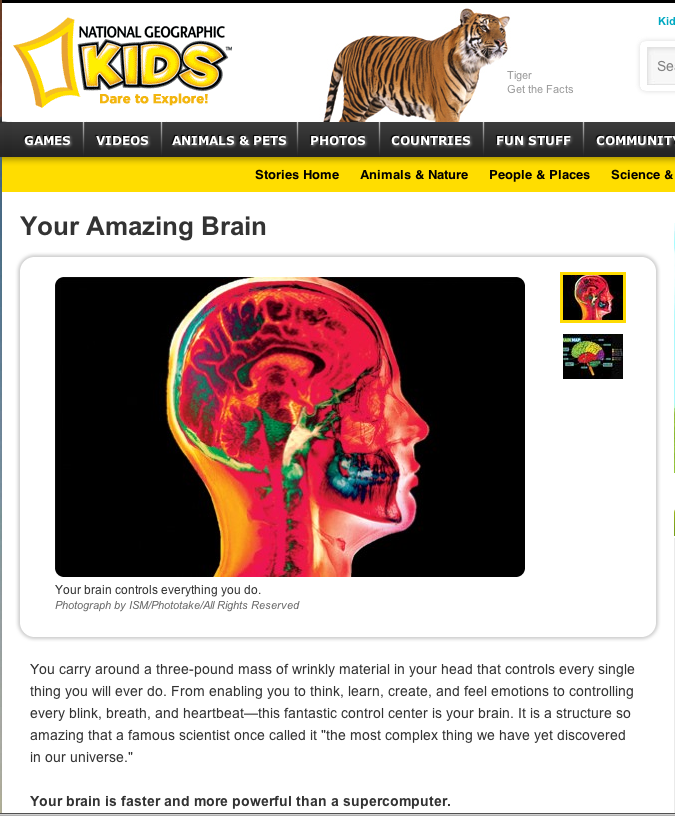 NATIONAL GEOGRAPHIC
KIDS™
Dare to Explore!
Tiger
Get the Facts
Kid
Sea
GAMES VIDEOS ANIMALS & PETS PHOTOS COUNTRIES FUN STUFF COMMUNITY
Stories Home Animals & Nature People & Places Science &
Your Amazing Brain
Your brain controls everything you do.
Photograph by ISM/Phototake/All Rights Reserved
You carry around a three-pound mass of wrinkly material in your head that controls every single
thing you will ever do. From enabling you to think, learn, create, and feel emotions to controlling
every blink, breath, and heartbeat—this fantastic control center is your brain. It is a structure so
amazing that a famous scientist once called it "the most complex thing we have yet discovered
in our universe."
Your brain is faster and more powerful than a supercomputer.